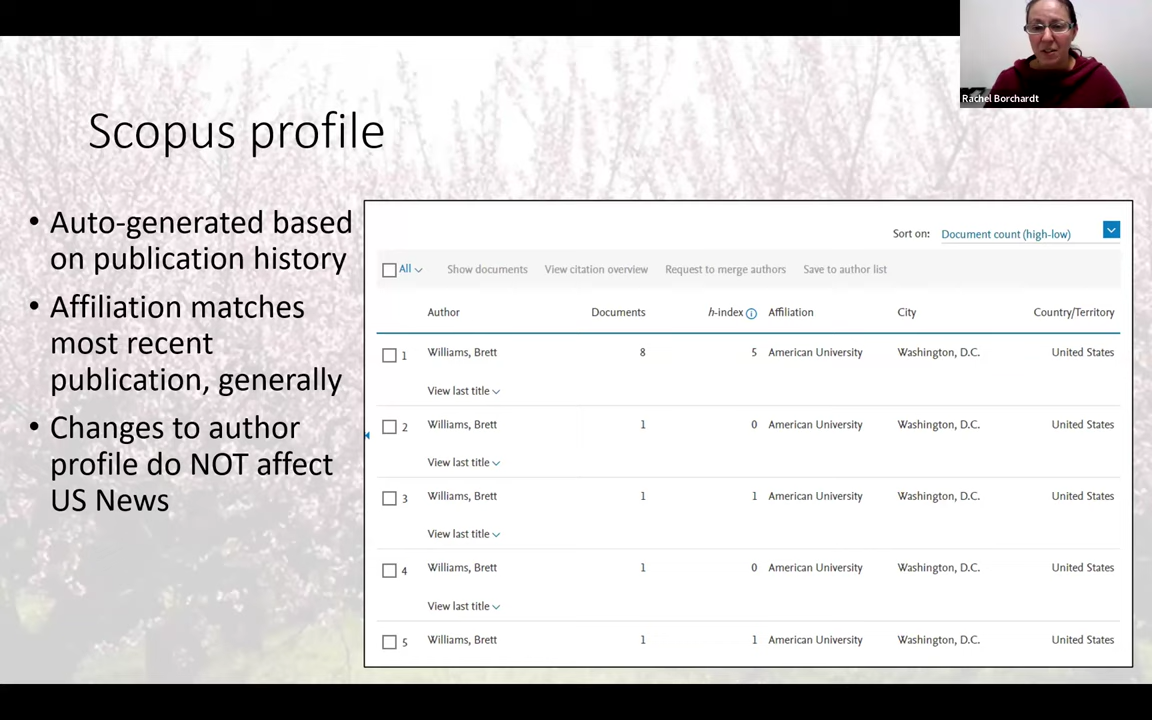 Rachel Borchardt
Scopus profile
• Auto-generated based
on publication history
• Affiliation matches
most recent
publication, generally
• Changes to author
profile do NOT affect
US News
Sort on: Document count (high-low)
All Show documents View citation overview Request to merge authors Save to author list
Author Documents h-index Affiliation City Country/Territory
1 Williams, Brett 8 5 American University Washington, D.C. United States
View last title
2 Williams, Brett 1 0 American University Washington, D.C. United States
View last title
3 Williams, Brett 1 1 American University Washington, D.C. United States
View last title
4 Williams, Brett 1 0 American University Washington, D.C. United States
View last title
5 Williams, Brett 1 1 American University Washington, D.C. United States